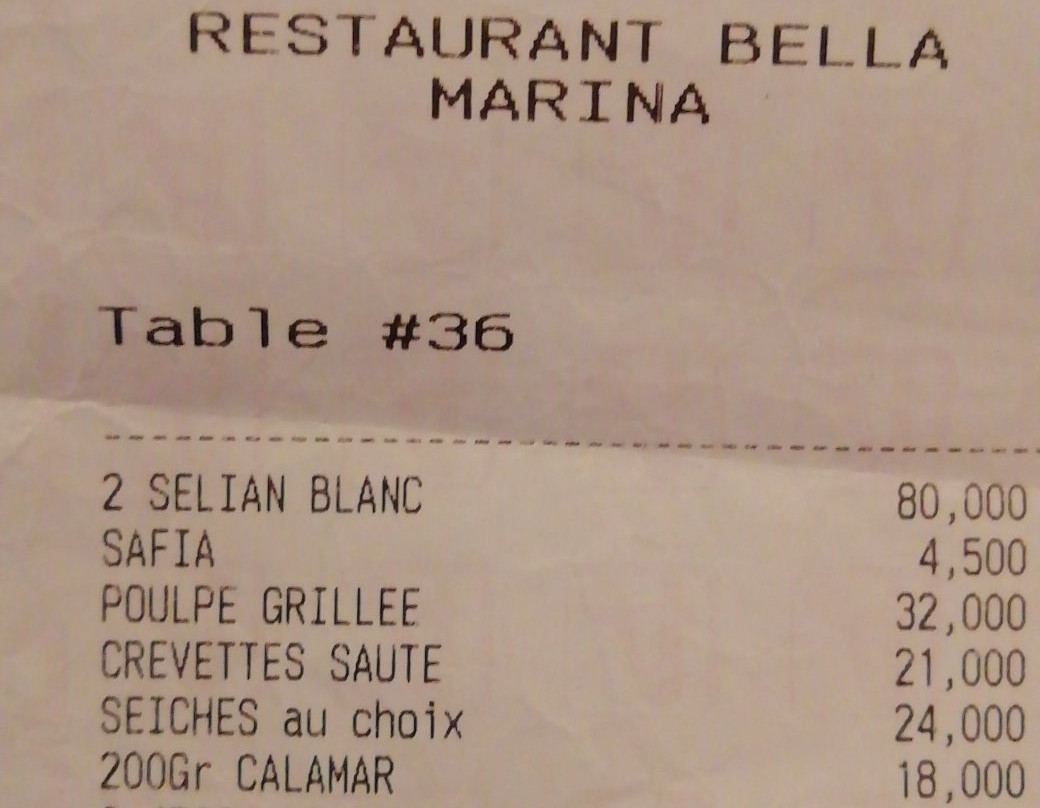 RESTAURANT BELLA
MARINA
Table #36
2 SELIAN BLANC 80,000
SAFIA 4,500
POULPE GRILLEE 32,000
CREVETTES SAUTE 21,000
SEICHES au choix 24,000
200Gr CALAMAR 18,000